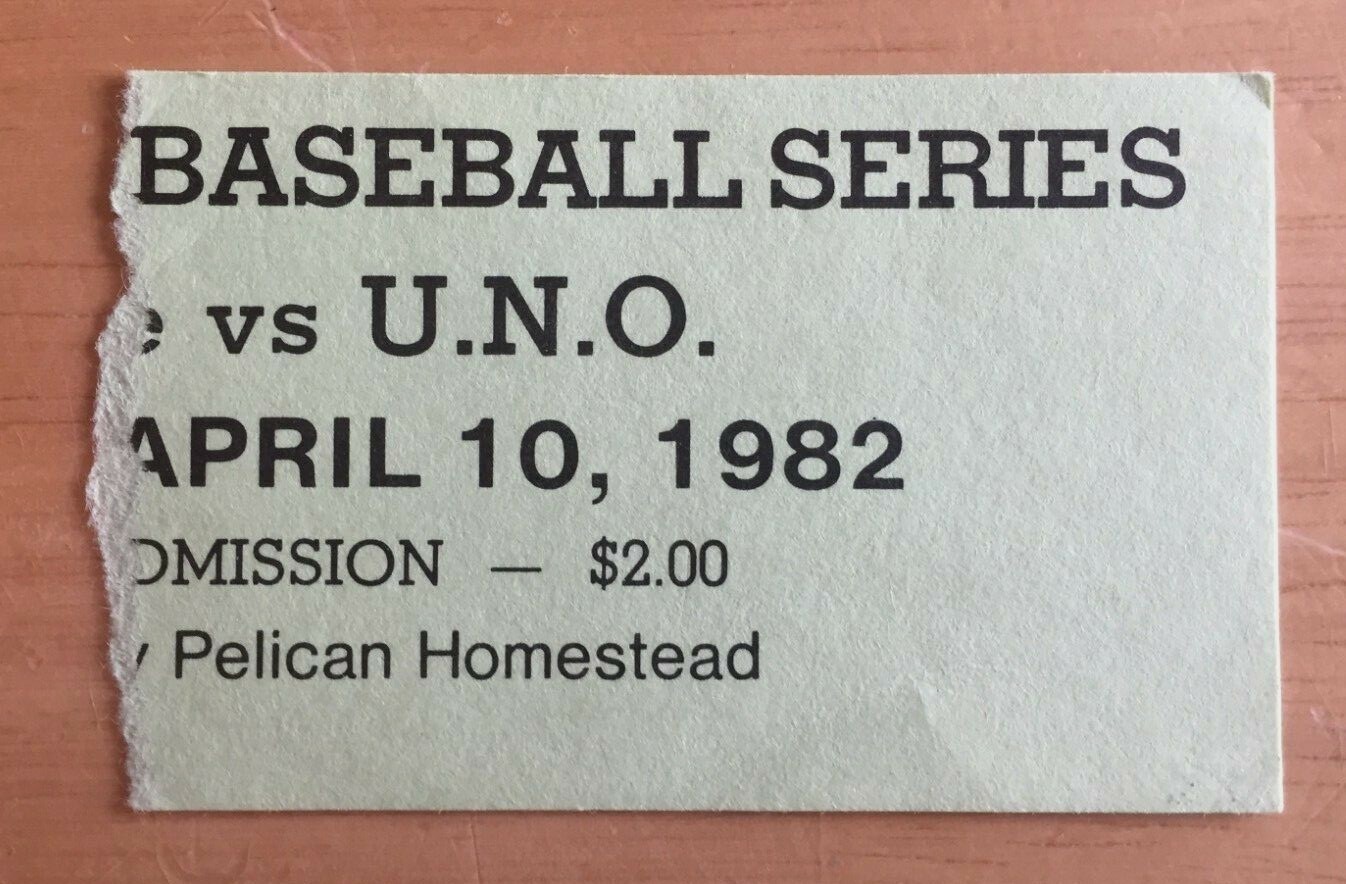 BASEBALL SERIES
e vs U.N.O.
APRIL 10, 1982
DMISSION — $2.00
y Pelican Homestead